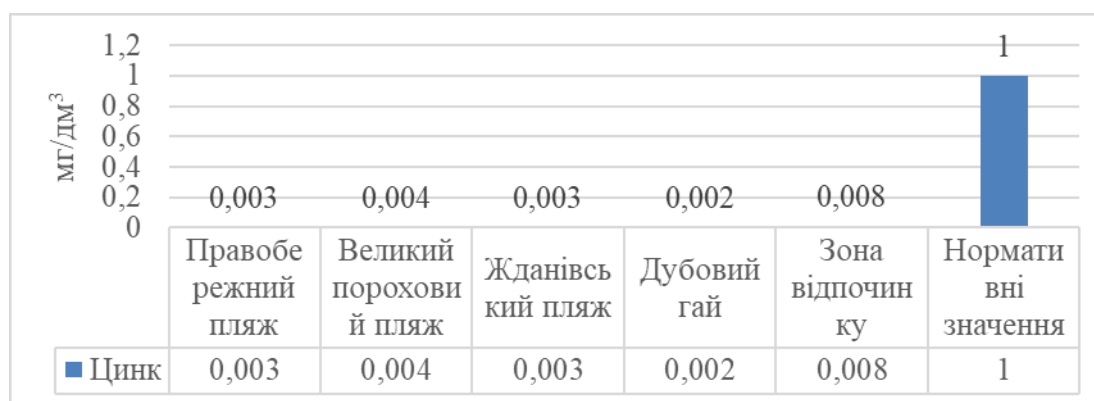 1,2
1
1
0,8
0,6
0,4
0,2
0
мг/дм³
0,003
0,004
0,003
0,002
0,008
Правобе
режний
пляж
Великий
порохови
й пляж
Жданівсь
кий пляж
Дубовий
гай
Зона
відпочин
ку
Нормати
вні
значення
Цинк 0,003 0,004 0,003 0,002 0,008 1